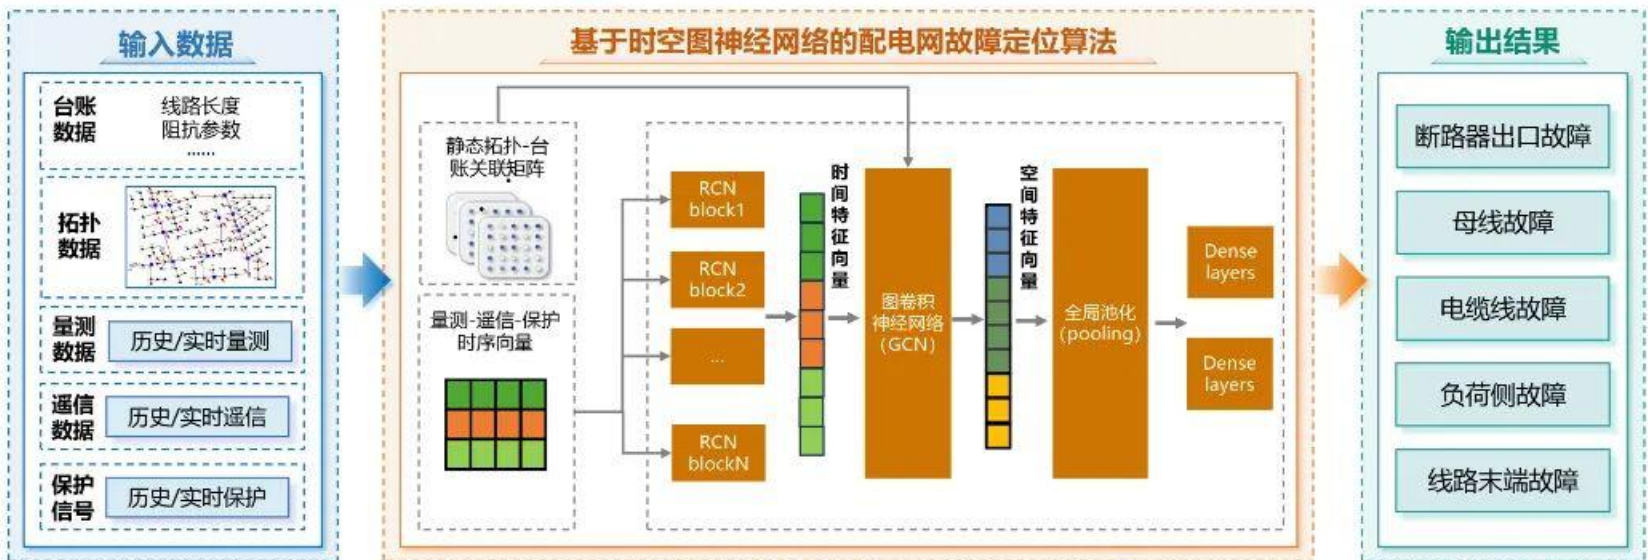 输入数据
台账
数据
线路长度
阻抗参数
......
拓扑
数据
量测
数据
历史/实时量测
遥信
数据
历史/实时遥信
保护
信号
历史/实时保护
基于时空图神经网络的配电网故障定位算法
静态拓扑-台
账关联矩阵
量测-遥信-保护
时序向量
RCN
block1
RCN
block2
...
RCN
blockN
时间特征向量
图卷积
神经网络
(GCN)
空间特征向量
全局池化
(pooling)
Dense
layers
Dense
layers
输出结果
断路器出口故障
母线故障
电缆线故障
负荷侧故障
线路末端故障